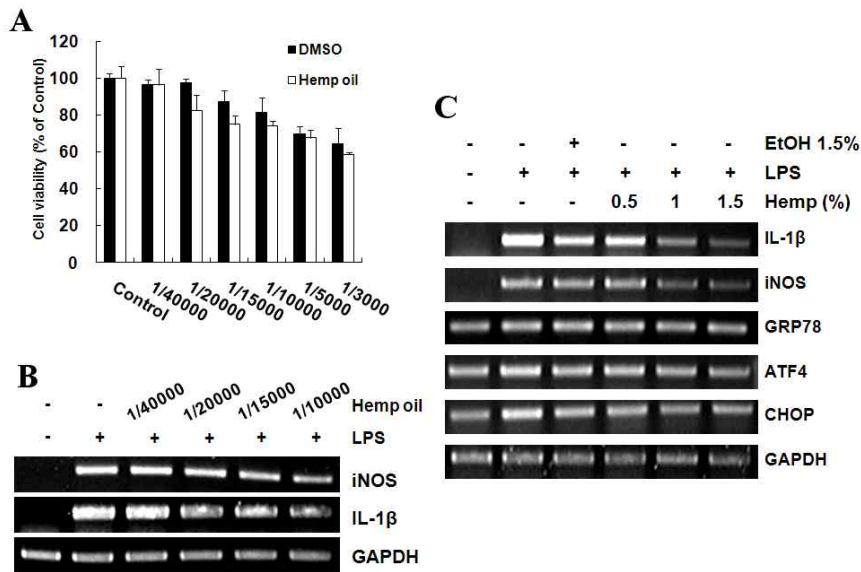 A
120
100
80
60
40
20
0
Cell viability (% of Control)
DMSO
Hemp oil
Control
1/40000
1/20000
1/15000
1/10000
1/5000
1/3000
B
- - 1/40000 1/20000 1/15000 1/10000 Hemp oil
- + + + + + LPS
iNOS
IL-1β
GAPDH
C
- - + - - - EtOH 1.5%
- + + + + + LPS
- - - 0.5 1 1.5 Hemp (%)
IL-1β
iNOS
GRP78
ATF4
CHOP
GAPDH